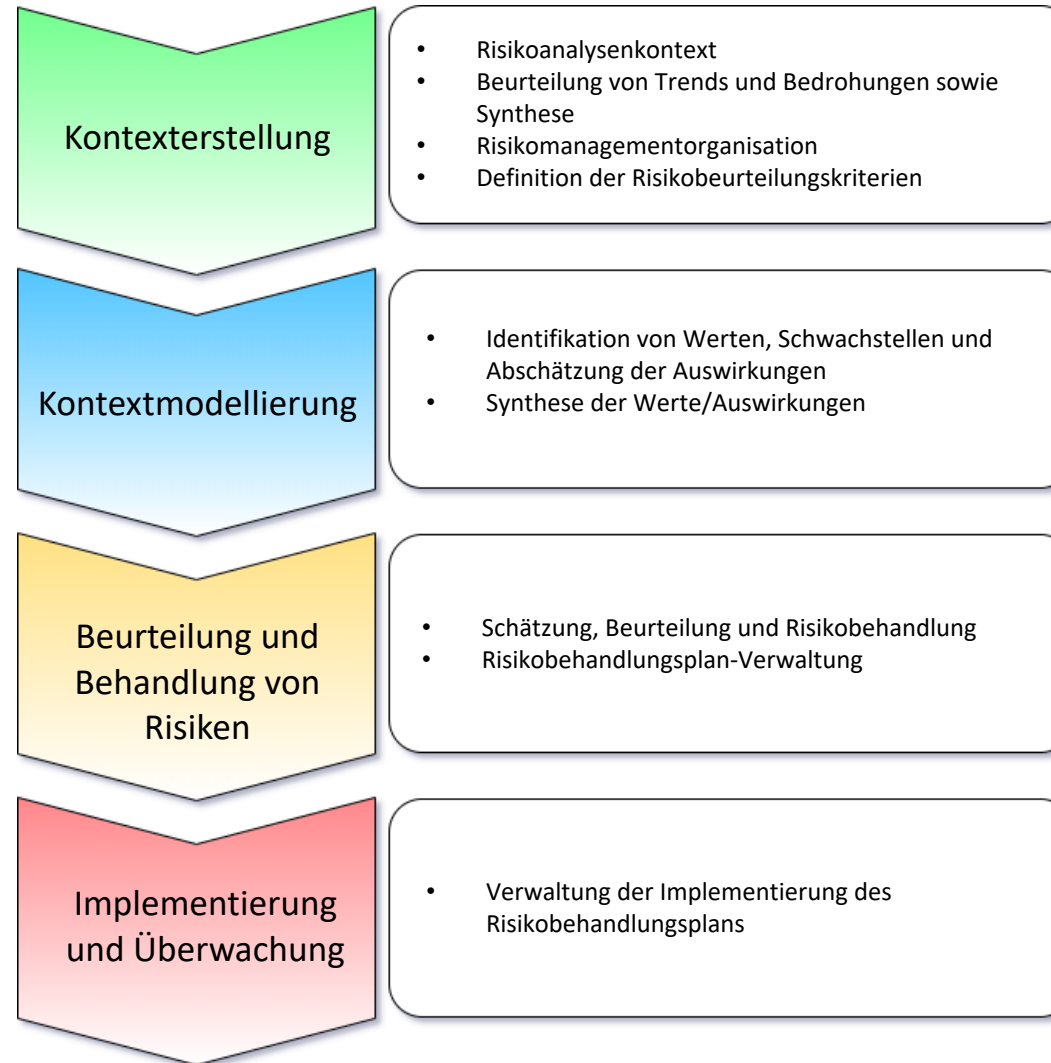 Kontexterstellung
• Risikoanalysenkontext
• Beurteilung von Trends und Bedrohungen sowie
Synthese
• Risikomanagementorganisation
• Definition der Risikobeurteilungskriterien
Kontextmodellierung
• Identifikation von Werten, Schwachstellen und
Abschätzung der Auswirkungen
• Synthese der Werte/Auswirkungen
Beurteilung und
Behandlung von
Risiken
• Schätzung, Beurteilung und Risikobehandlung
• Risikobehandlungsplan-Verwaltung
Implementierung
und Überwachung
• Verwaltung der Implementierung des
Risikobehandlungsplans